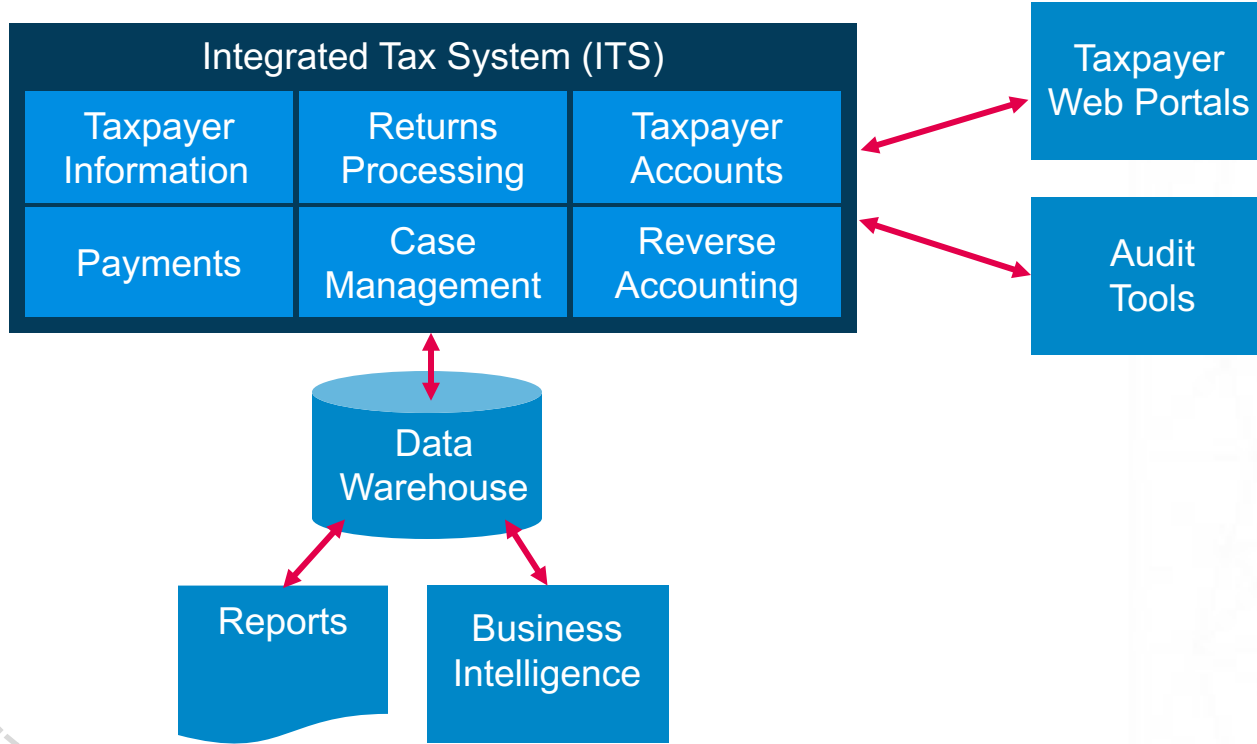 Integrated Tax System (ITS)
Taxpayer
Information
Returns
Processing
Taxpayer
Accounts
Payments
Case
Management
Reverse
Accounting
Taxpayer
Web Portals
Audit
Tools
Data
Warehouse
Reports
Business
Intelligence